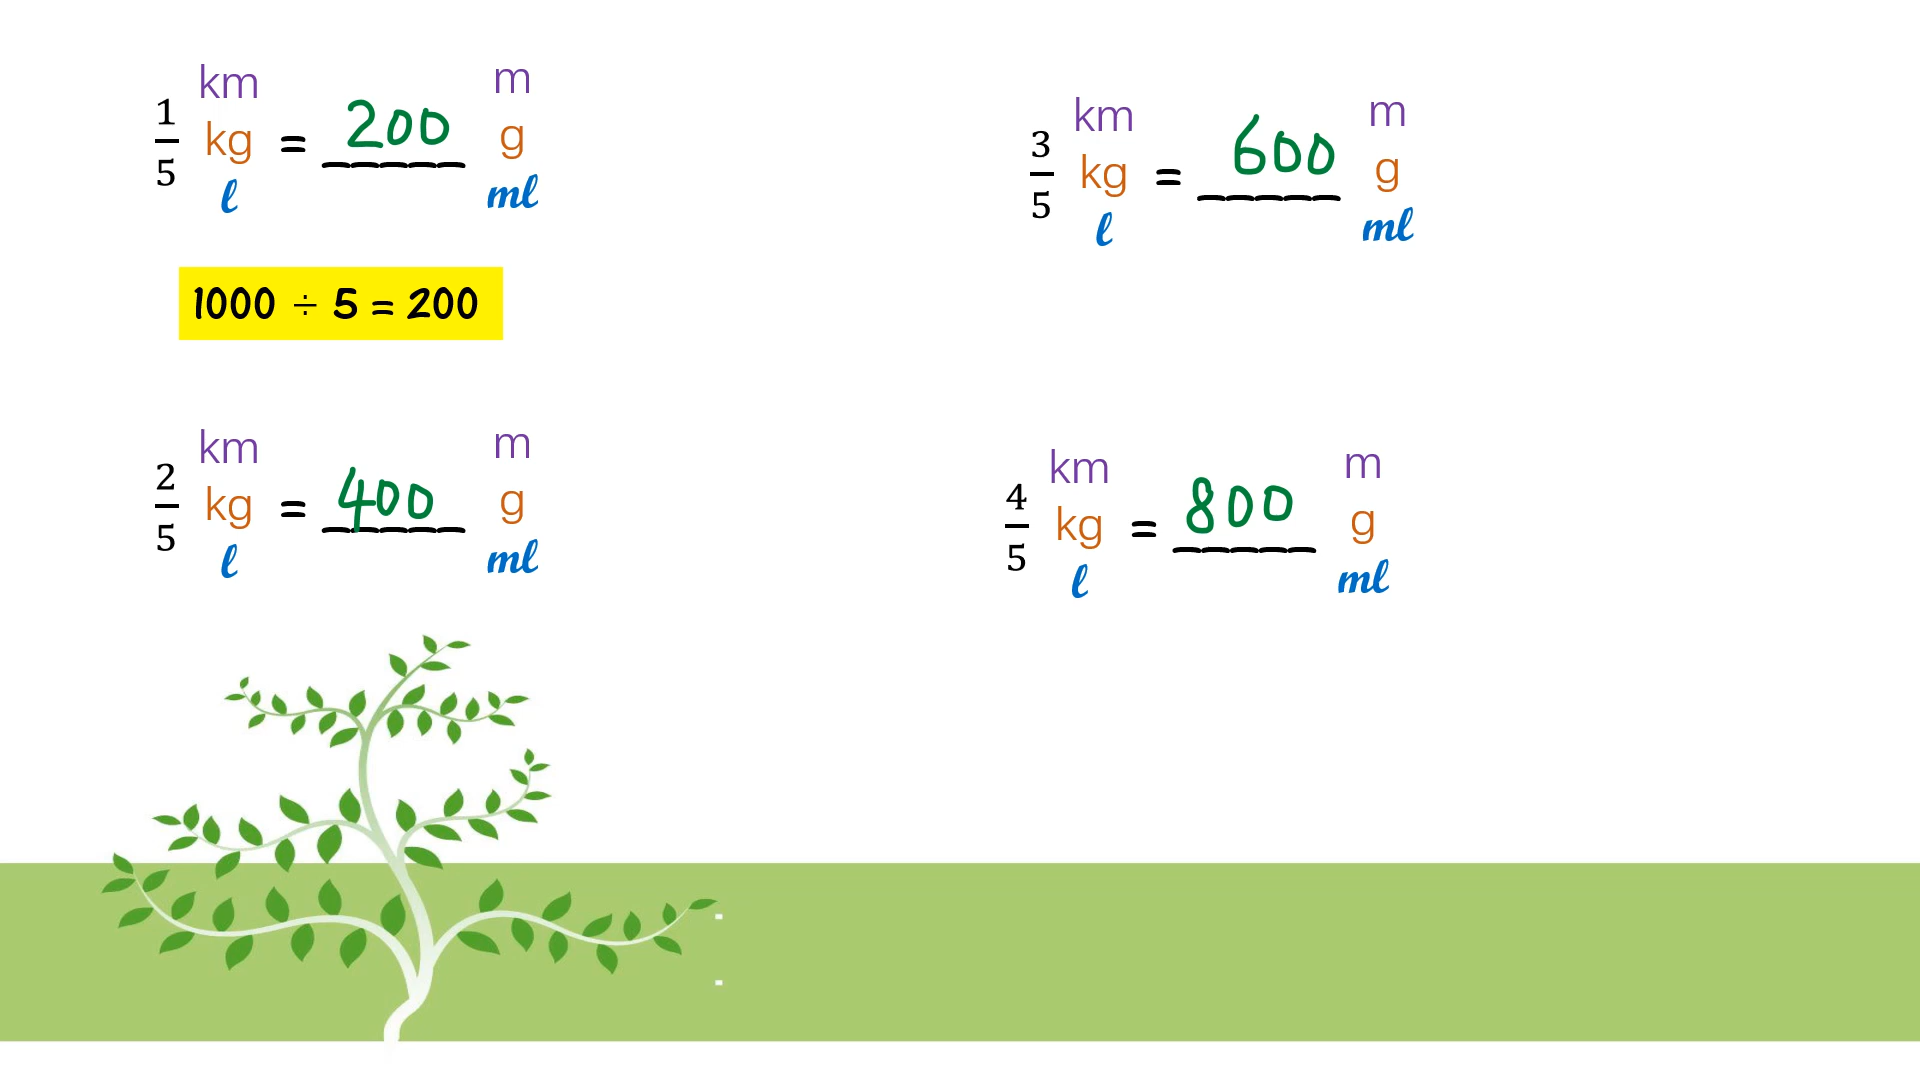 1/5 km kg l = 200 m g ml
1000 ÷ 5 = 200
2/5 km kg l = 400 m g ml
3/5 km kg l = 600 m g ml
4/5 km kg l = 800 m g ml